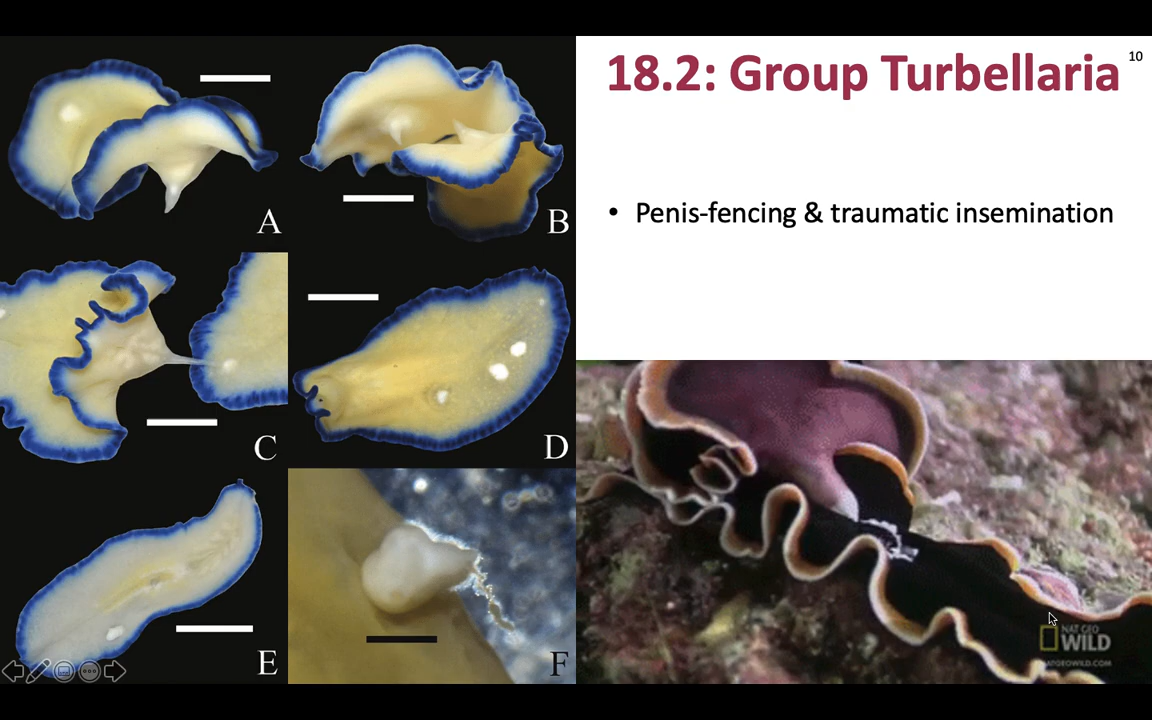 18.2: Group Turbellaria
10
• Penis-fencing & traumatic insemination
A
B
C
D
E
F
NAT GEO
WILD
NATGEOWILD.COM